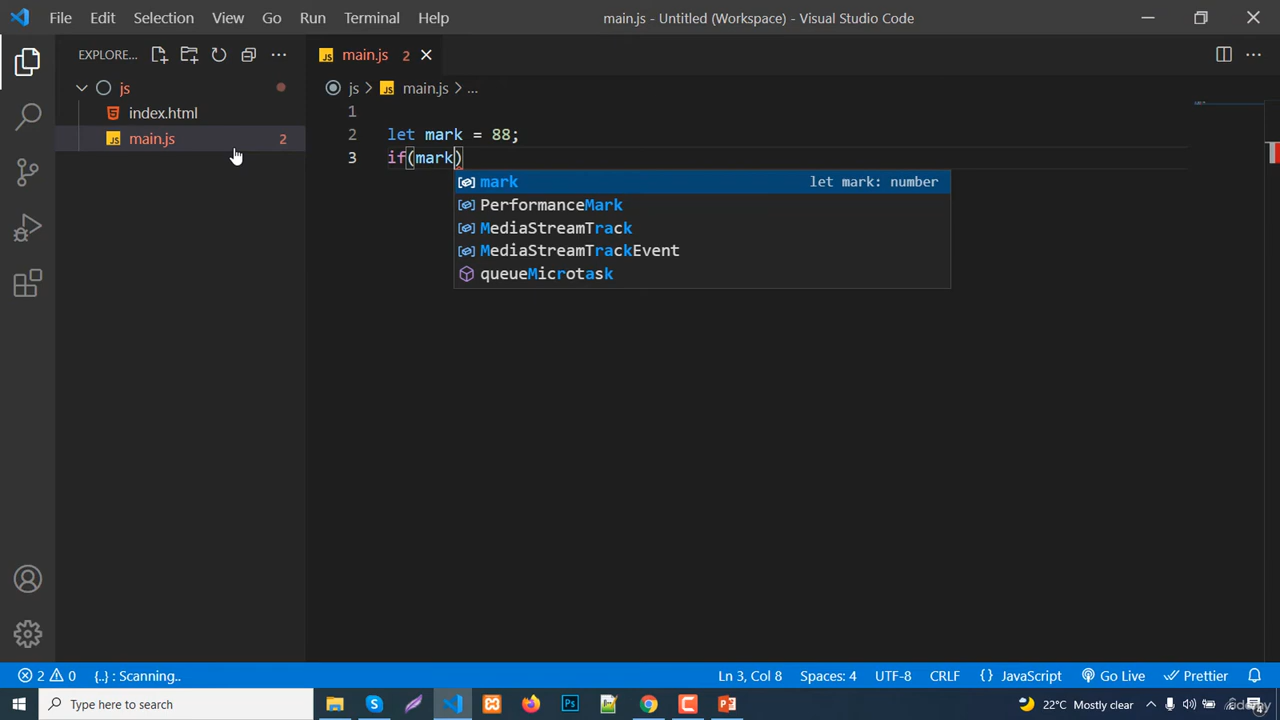 File Edit Selection View Go Run Terminal Help main.js - Untitled (Workspace) - Visual Studio Code
EXPLORE... main.js 2
js
js > main.js > ...
index.html
main.js 2
1
2 let mark = 88;
3 if(mark)
mark let mark: number
PerformanceMark
MediaStreamTrack
MediaStreamTrackEvent
queueMicrotask
2 0 {..} : Scanning.. Ln 3, Col 8 Spaces: 4 UTF-8 CRLF {} JavaScript Go Live Prettier
Type here to search 22°C Mostly clear